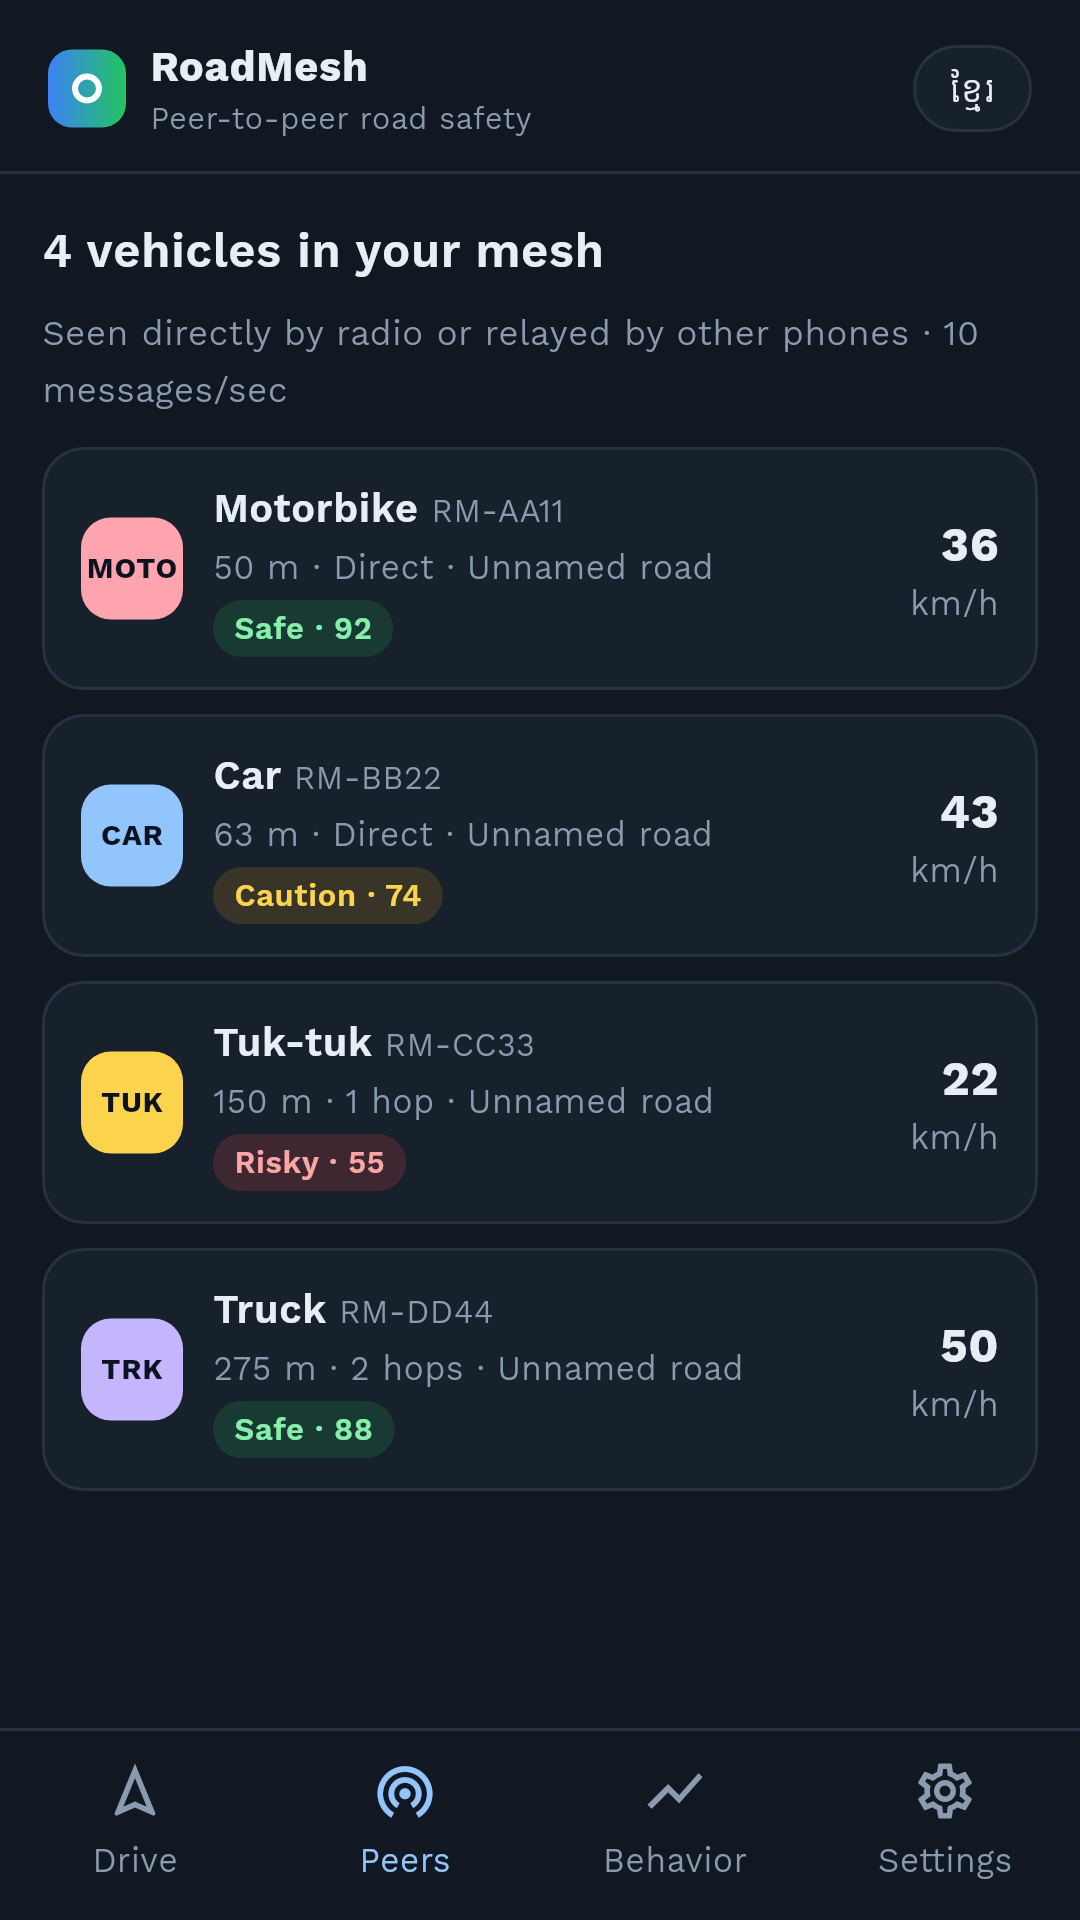 RoadMesh
Peer-to-peer road safety
ខ្មែរ
4 vehicles in your mesh
Seen directly by radio or relayed by other phones · 10
messages/sec
MOTO
Motorbike RM-AA11
50 m · Direct · Unnamed road
Safe · 92
36
km/h
CAR
Car RM-BB22
63 m · Direct · Unnamed road
Caution · 74
43
km/h
TUK
Tuk-tuk RM-CC33
150 m · 1 hop · Unnamed road
Risky · 55
22
km/h
TRK
Truck RM-DD44
275 m · 2 hops · Unnamed road
Safe · 88
50
km/h
Drive
Peers
Behavior
Settings